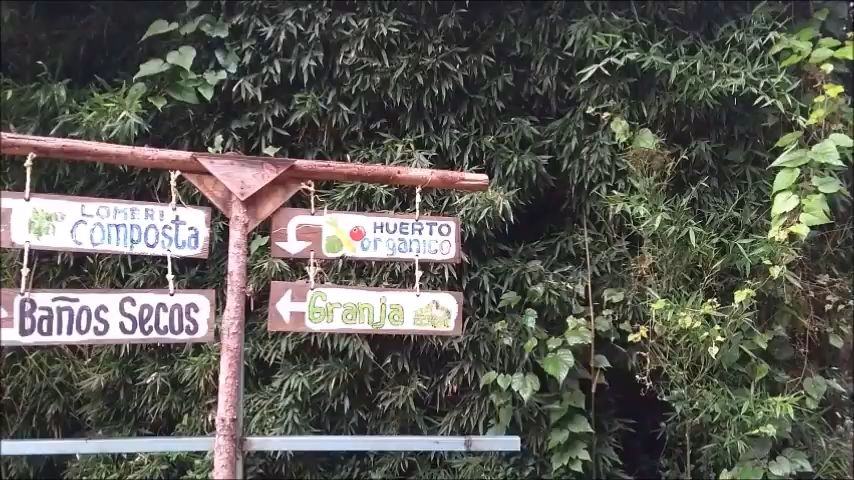 LOMERI
COMPOSTA
BAÑOS SECOS
HUERTO
ORGANICO
GRANJA